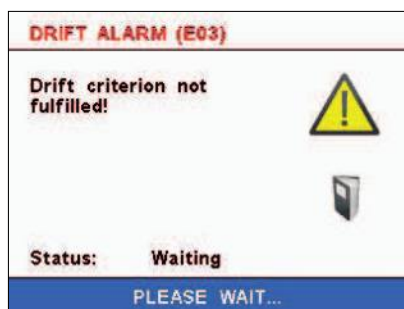 DRIFT ALARM (E03)
Drift criterion not
fulfilled!
Status: Waiting
PLEASE WAIT...